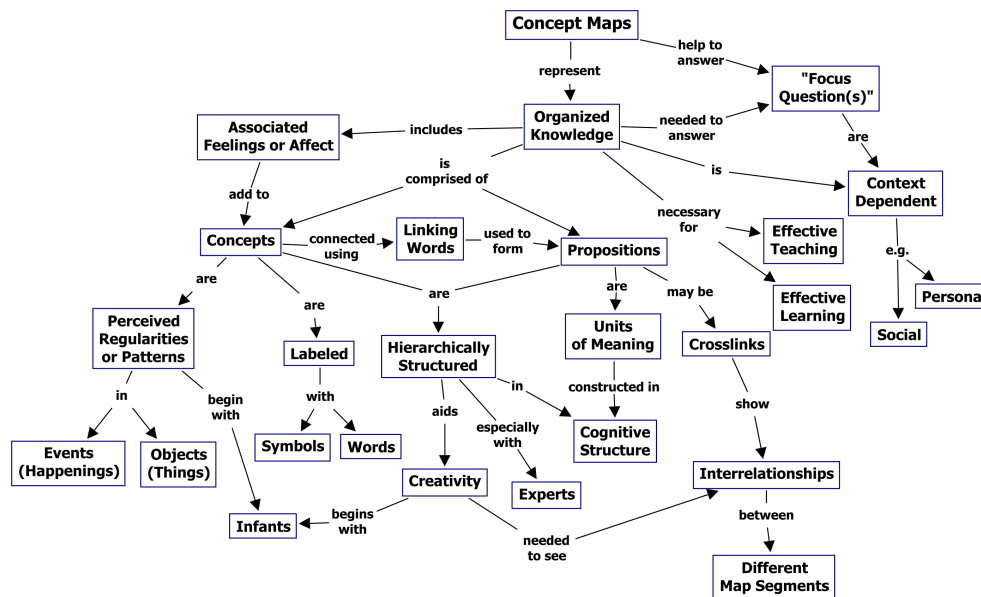 Concept Maps
help to
answer
represent
"Focus
Question(s)"
Organized
Knowledge
needed to
answer
Associated
Feelings or Affect
includes
are
is
comprised of
is
Context
Dependent
add to
necessary
for
Concepts
connected
using
Linking
Words
used to
form
Propositions
Effective
Teaching
e.g.
are
are
are
are
may be
Effective
Learning
Persona
Perceived
Regularities
or Patterns
Labeled
Hierarchically
Structured
Units
of Meaning
Crosslinks
Social
in
begin
with
with
aids
in
constructed in
show
especially
with
Events
(Happenings)
Objects
(Things)
Symbols
Words
Cognitive
Structure
Creativity
Experts
Interrelationships
Infants
begins
with
needed
to see
between
Different
Map Segments